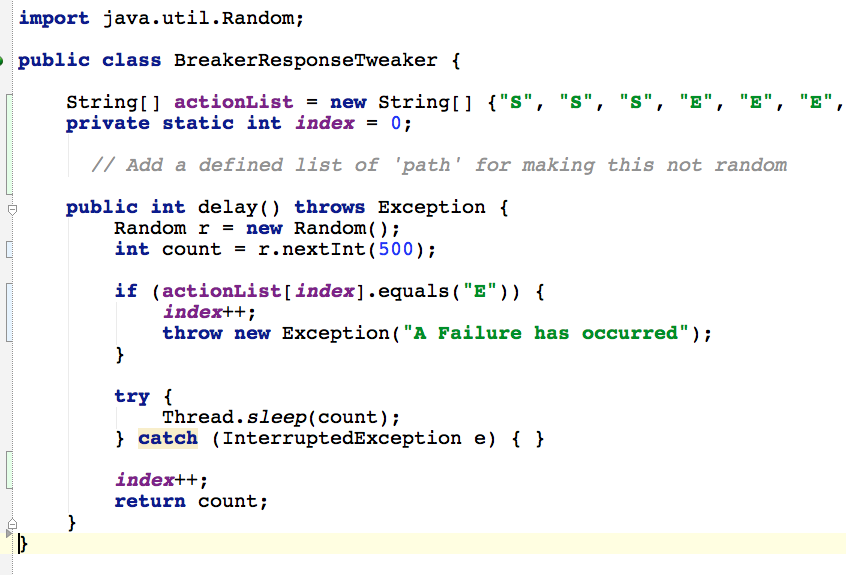 import java.util.Random;
public class BreakerResponseTweaker {
String[] actionList = new String[] {"S", "S", "S", "E", "E", "E",
private static int index = 0;
// Add a defined list of 'path' for making this not random
public int delay() throws Exception {
Random r = new Random();
int count = r.nextInt(500);
if (actionList[index].equals("E")) {
index++;
throw new Exception("A Failure has occurred");
}
try {
Thread.sleep(count);
} catch (InterruptedException e) { }
index++;
return count;
}
}